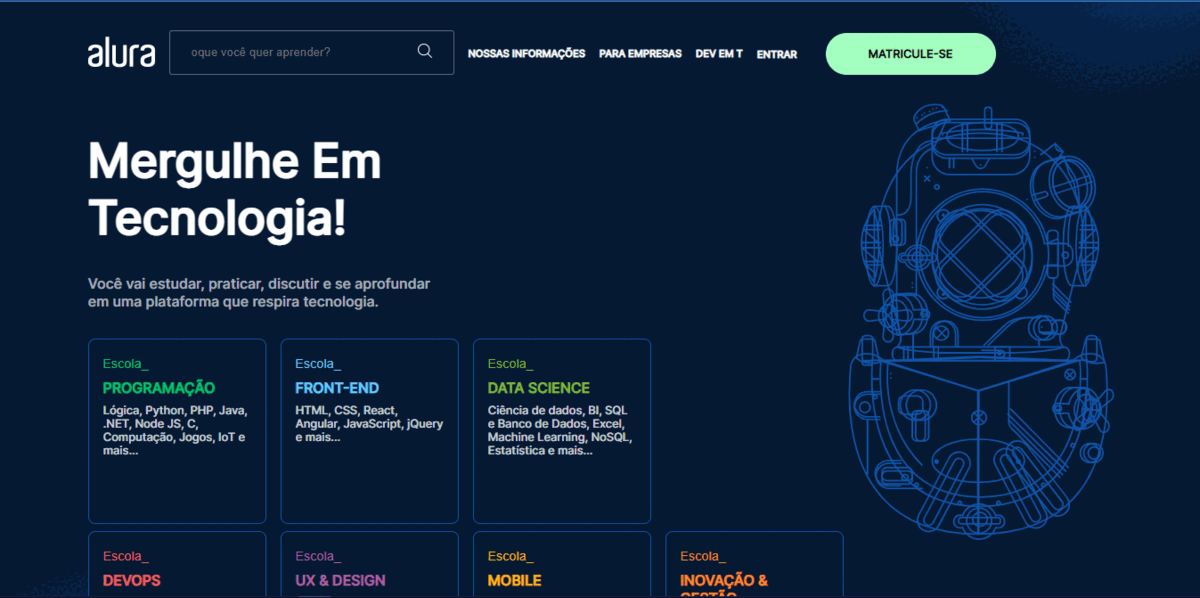 alura
oque você quer aprender?
NOSSAS INFORMAÇÕES
PARA EMPRESAS
DEV EM T
ENTRAR
MATRICULE-SE
Mergulhe Em
Tecnologia!
Você vai estudar, praticar, discutir e se aprofundar
em uma plataforma que respira tecnologia.
Escola_
PROGRAMAÇÃO
Lógica, Python, PHP, Java,
.NET, Node JS, C,
Computação, Jogos, IoT e
mais...
Escola_
FRONT-END
HTML, CSS, React,
Angular, JavaScript, jQuery
e mais...
Escola_
DATA SCIENCE
Ciência de dados, BI, SQL
e Banco de Dados, Excel,
Machine Learning, NoSQL,
Estatística e mais...
Escola_
DEVOPS
Escola_
UX & DESIGN
Escola_
MOBILE
Escola_
INOVAÇÃO &
GESTÃO